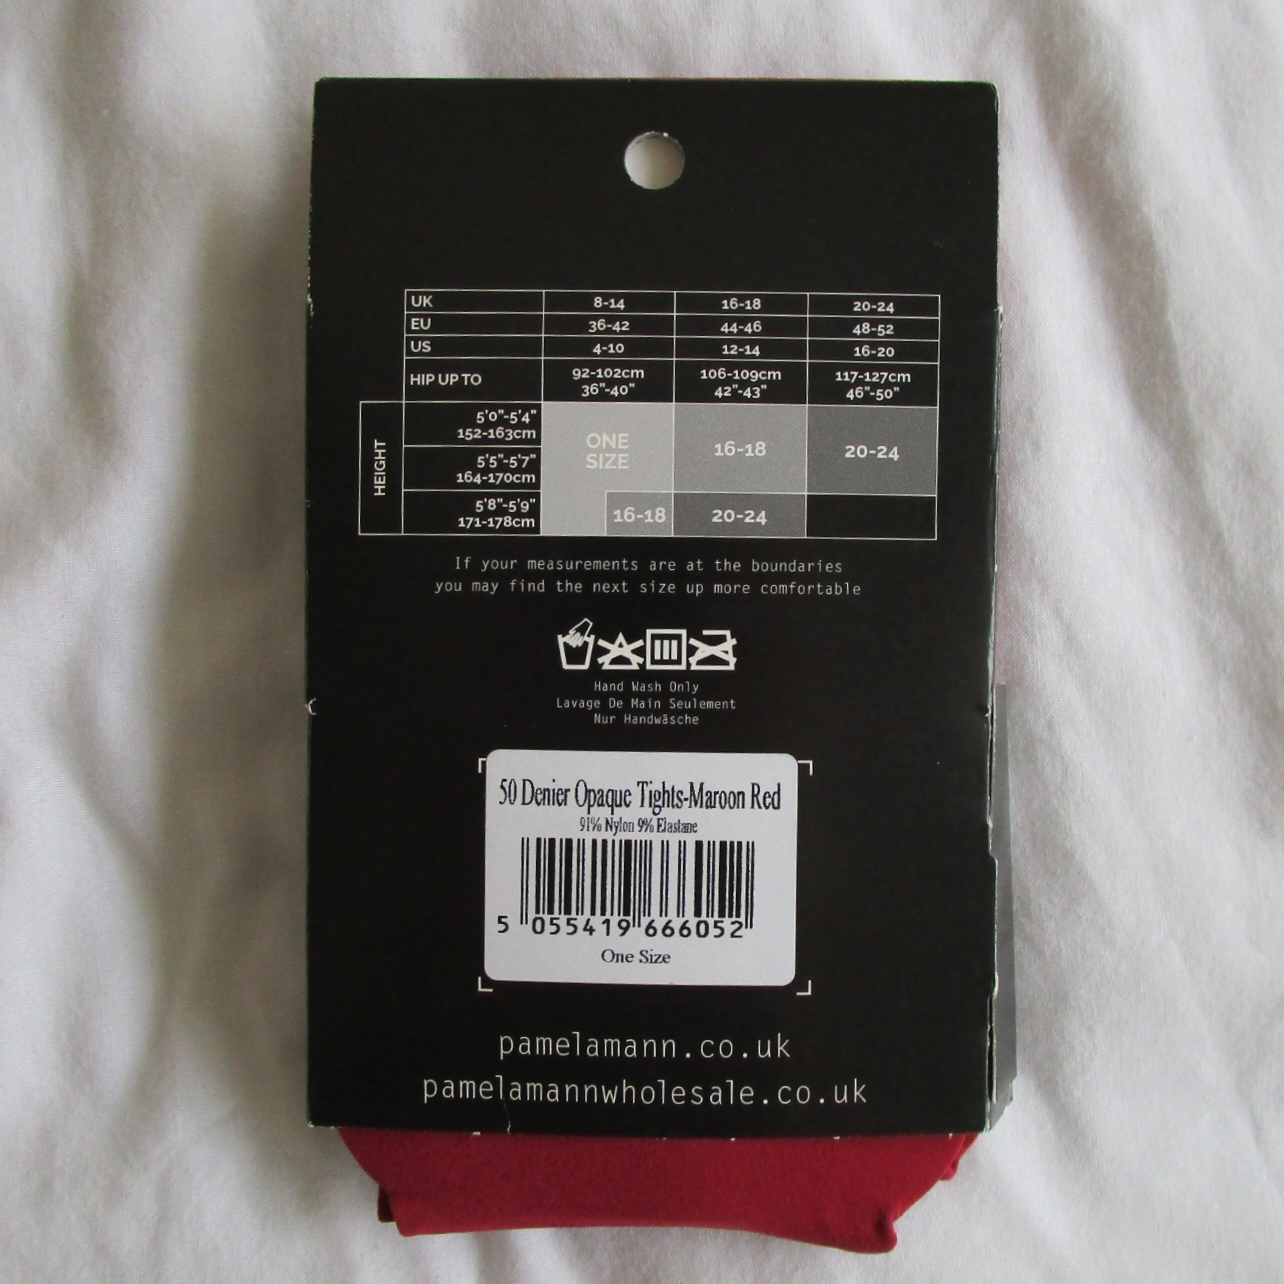 UK 8-14 16-18 20-24
EU 36-42 44-46 48-52
US 4-10 12-14 16-20
HIP UP TO 92-102cm 36"-40" 106-109cm 42"-43" 117-127cm 46"-50"
HEIGHT
5'0"-5'4"
152-163cm
5'5"-5'7"
164-170cm
ONE
SIZE
16-18
20-24
5'8"-5'9"
171-178cm
16-18
20-24
If your measurements are at the boundaries
you may find the next size up more comfortable
Hand Wash Only
Lavage De Main Seulement
Nur Handwäsche
50 Denier Opaque Tights-Maroon Red
91% Nylon 9% Elastane
5 055419 666052
One Size
pamelamann.co.uk
pamelamannwholesale.co.uk